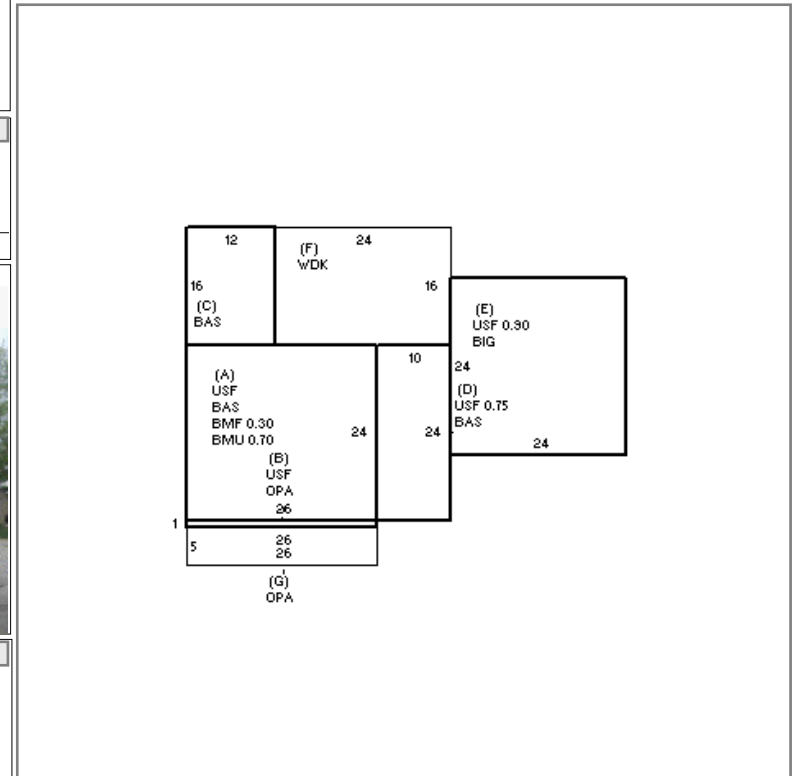 12
24
(F)
WDK
16
16
(C)
BAS
(E)
USF 0.90
BIG
10
24
(A)
USF
BAS
BMF 0.30
BMU 0.70
(D)
USF 0.75
BAS
24
24
24
(B)
USF
OPA
26
1
26
5
26
(G)
OPA